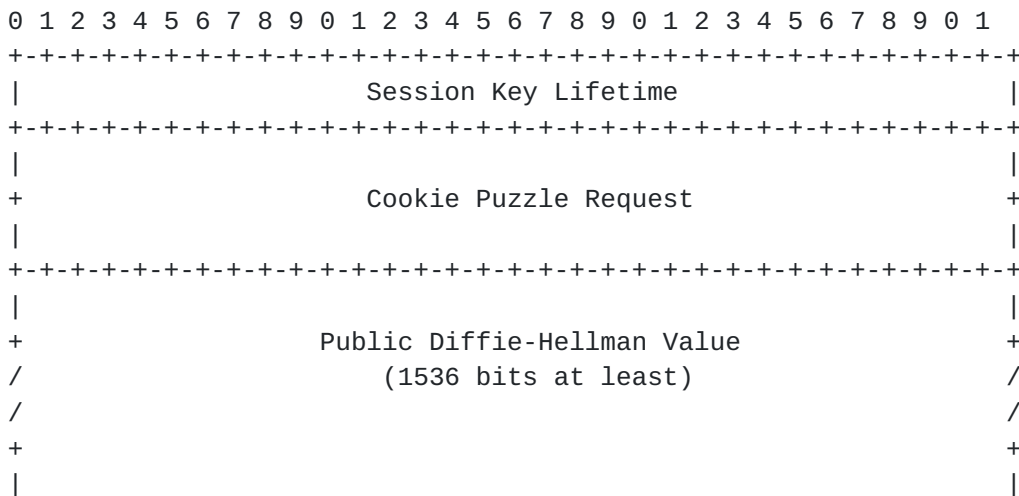 0 1 2 3 4 5 6 7 8 9 0 1 2 3 4 5 6 7 8 9 0 1 2 3 4 5 6 7 8 9 0 1
+-+-+-+-+-+-+-+-+-+-+-+-+-+-+-+-+-+-+-+-+-+-+-+-+-+-+-+-+-+-+-+-+
|                      Session Key Lifetime                     |
+-+-+-+-+-+-+-+-+-+-+-+-+-+-+-+-+-+-+-+-+-+-+-+-+-+-+-+-+-+-+-+-+
|                                                               |
+                      Cookie Puzzle Request                    +
|                                                               |
+-+-+-+-+-+-+-+-+-+-+-+-+-+-+-+-+-+-+-+-+-+-+-+-+-+-+-+-+-+-+-+-+
|                                                               |
+                   Public Diffie-Hellman Value                 +
/                       (1536 bits at least)                    /
/                                                               /
+                                                               +
|                                                               |